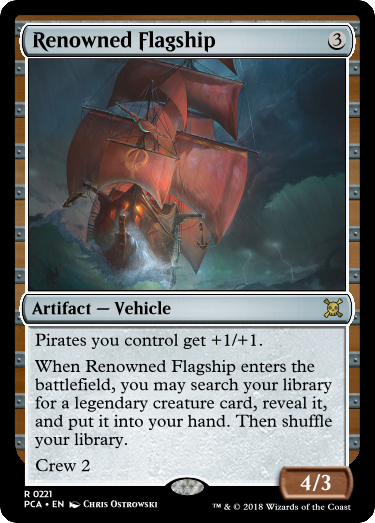 Renowned Flagship 3
Artifact — Vehicle
Pirates you control get +1/+1.
When Renowned Flagship enters the
battlefield, you may search your library
for a legendary creature card, reveal it,
and put it into your hand. Then shuffle
your library.
Crew 2
4/3
R 0221
PCA • EN Chris Ostrowski
™ & © 2018 Wizards of the Coast